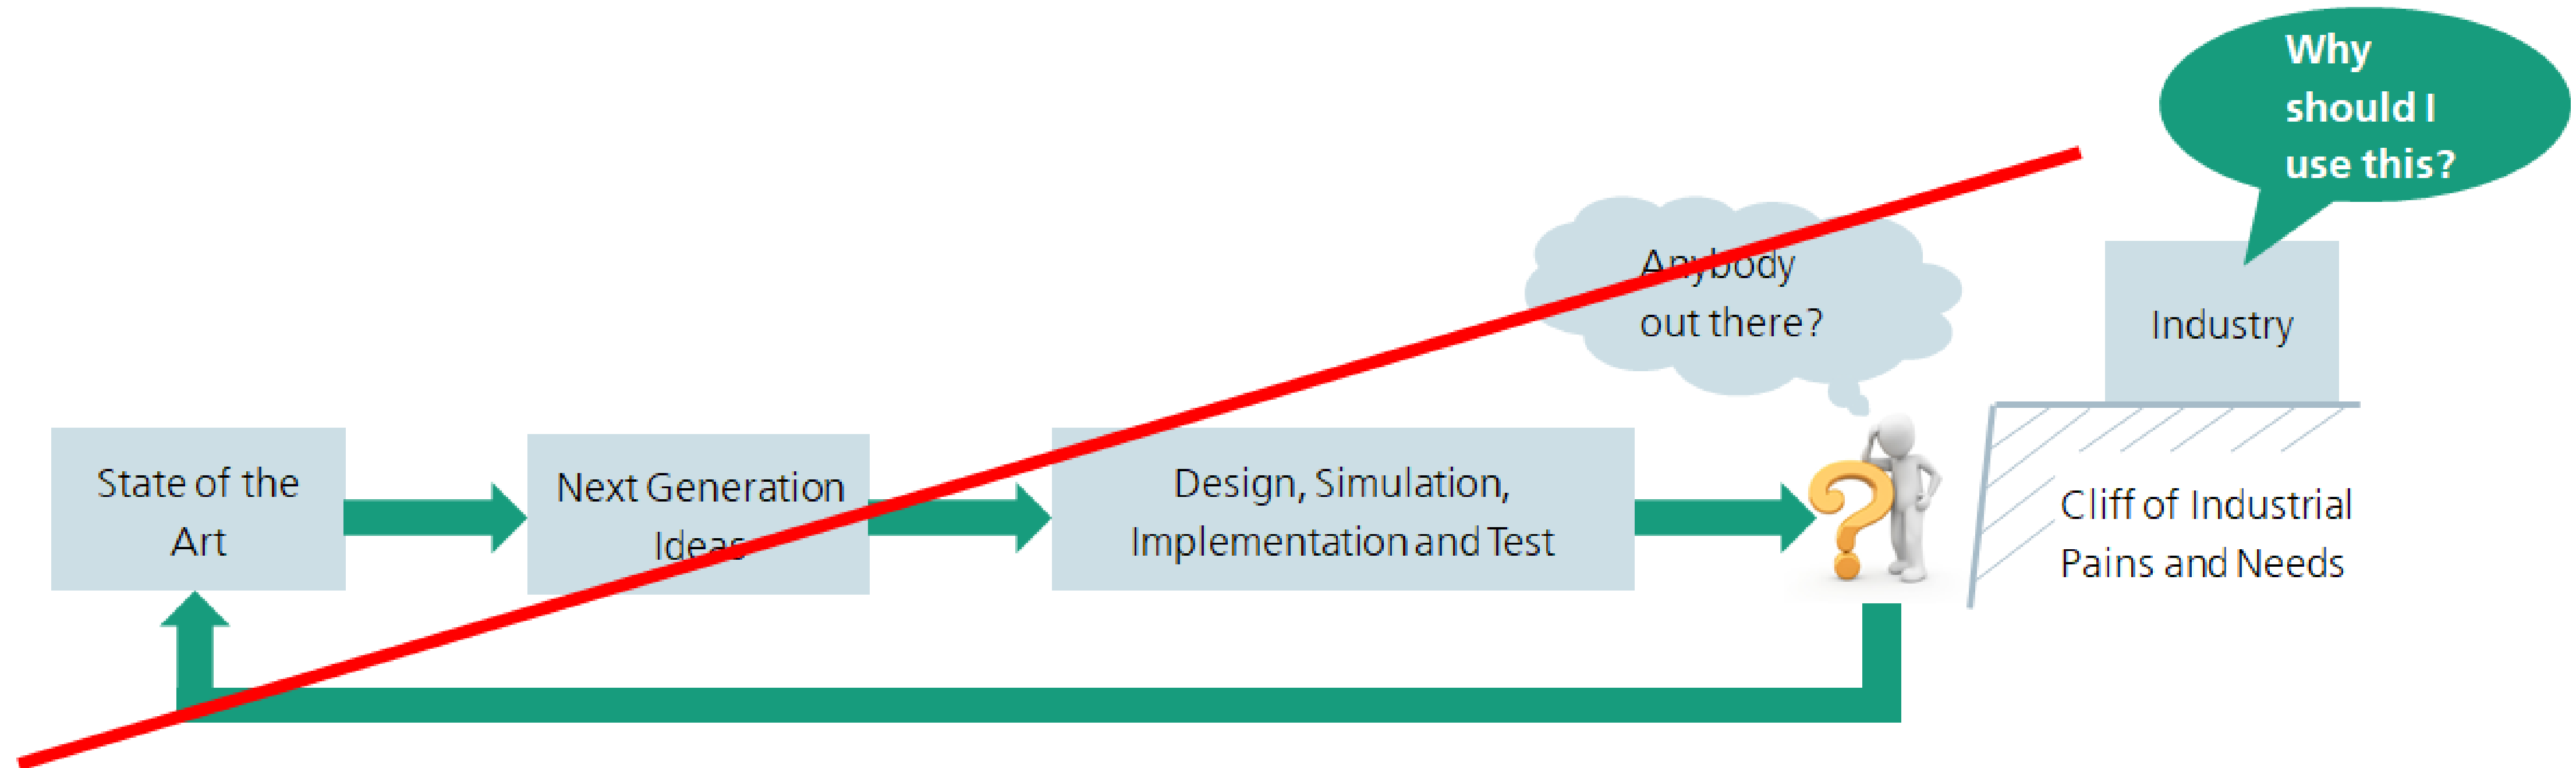 State of the
Art
Next Generation
Ideas
Design, Simulation,
Implementation and Test
Anybody
out there?
Why
should I
use this?
Industry
Cliff of Industrial
Pains and Needs